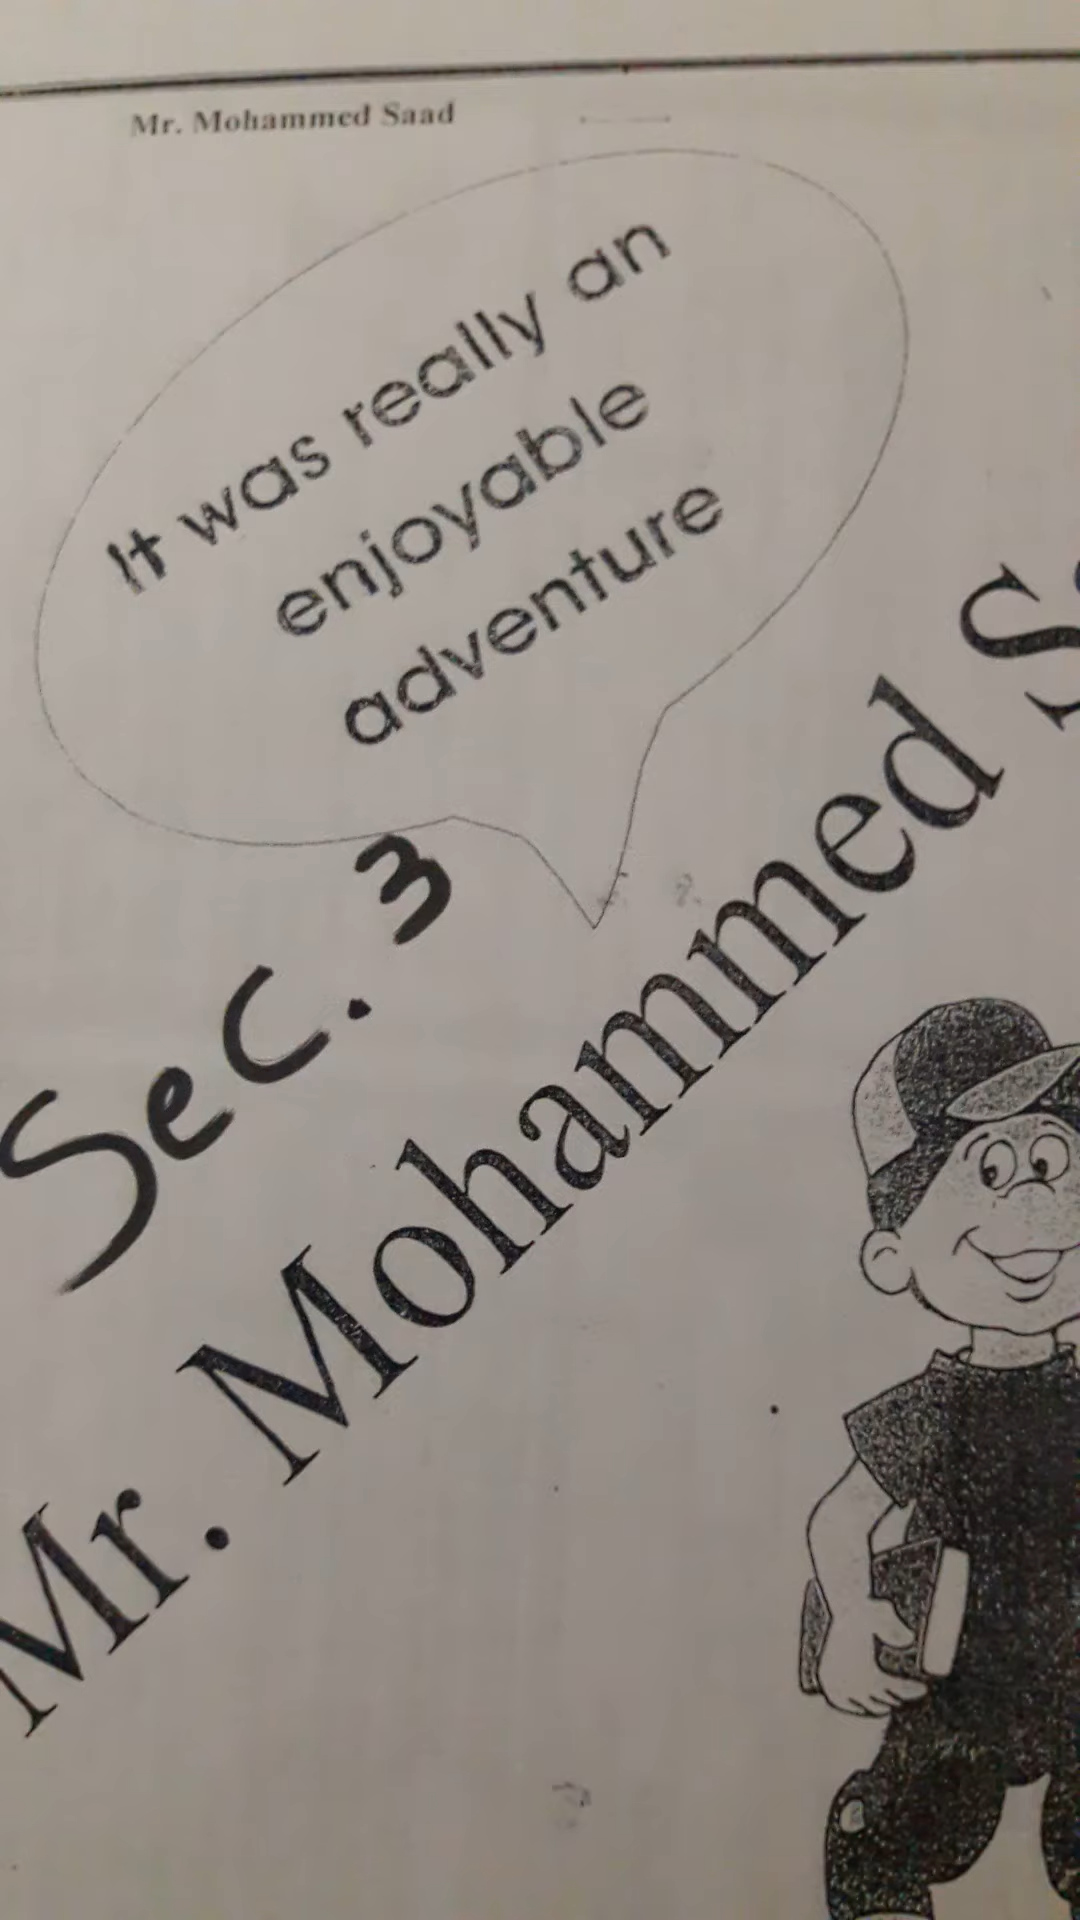 Mr. Mohammed Saad
It was really an
enjoyable
adventure
Sec. 3
Mr. Mohammed